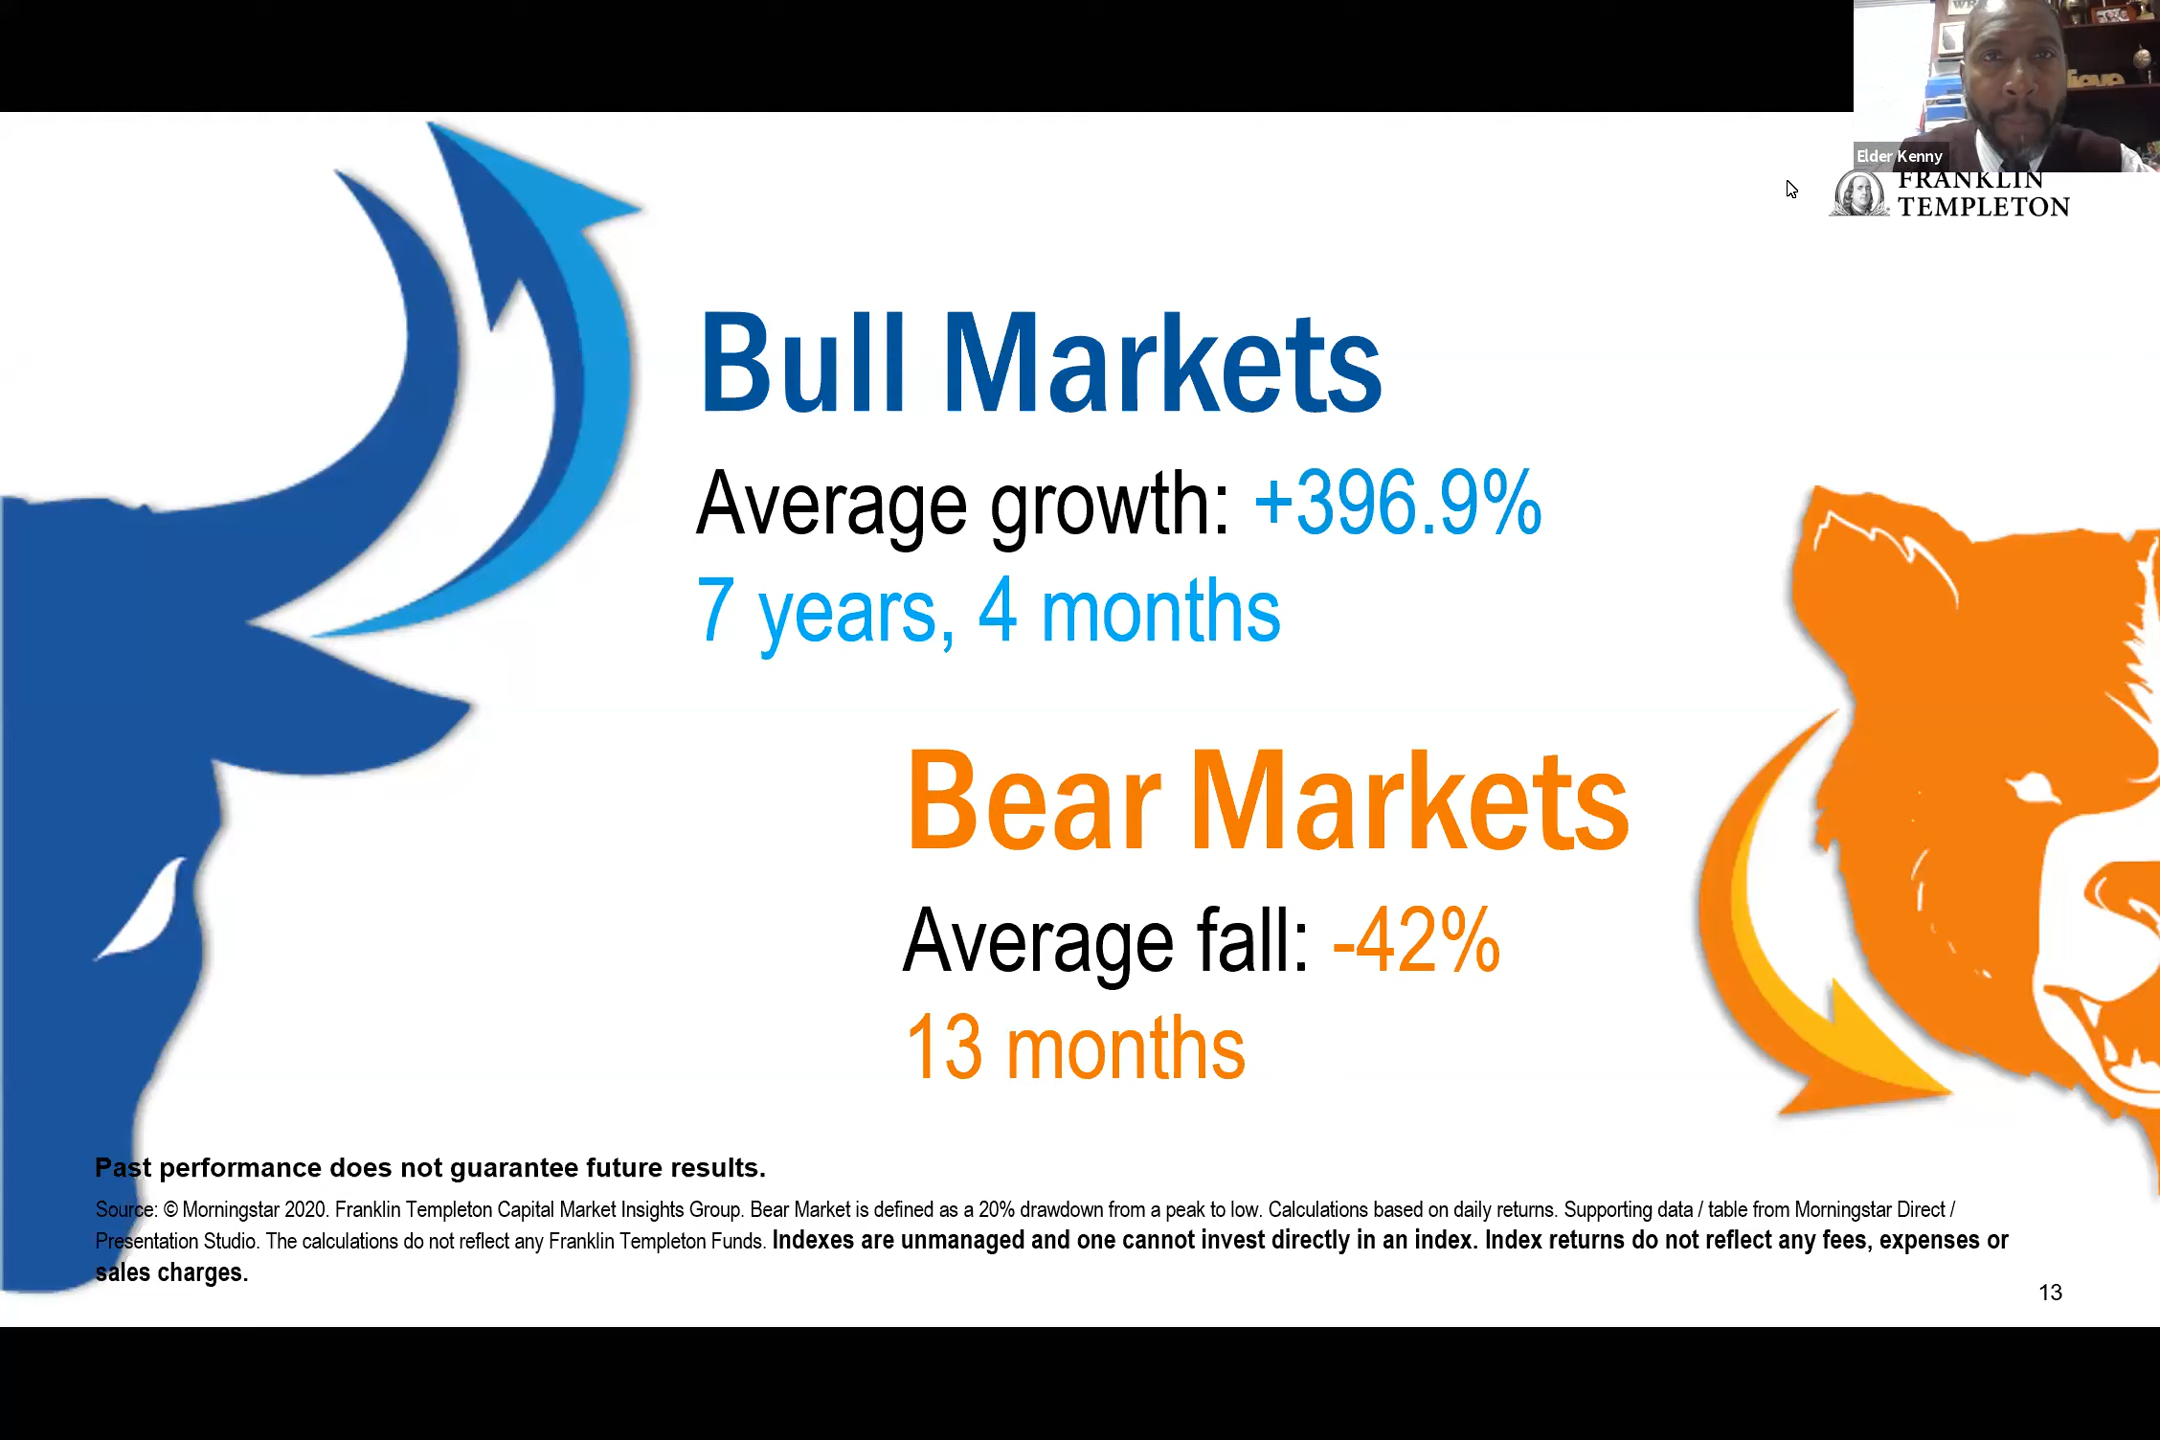 Elder Kenny
FRANKLIN
TEMPLETON
Bull Markets
Average growth: +396.9%
7 years, 4 months
Bear Markets
Average fall: -42%
13 months
Past performance does not guarantee future results.
Source: © Morningstar 2020. Franklin Templeton Capital Market Insights Group. Bear Market is defined as a 20% drawdown from a peak to low. Calculations based on daily returns. Supporting data / table from Morningstar Direct /
Presentation Studio. The calculations do not reflect any Franklin Templeton Funds. Indexes are unmanaged and one cannot invest directly in an index. Index returns do not reflect any fees, expenses or
sales charges.
13